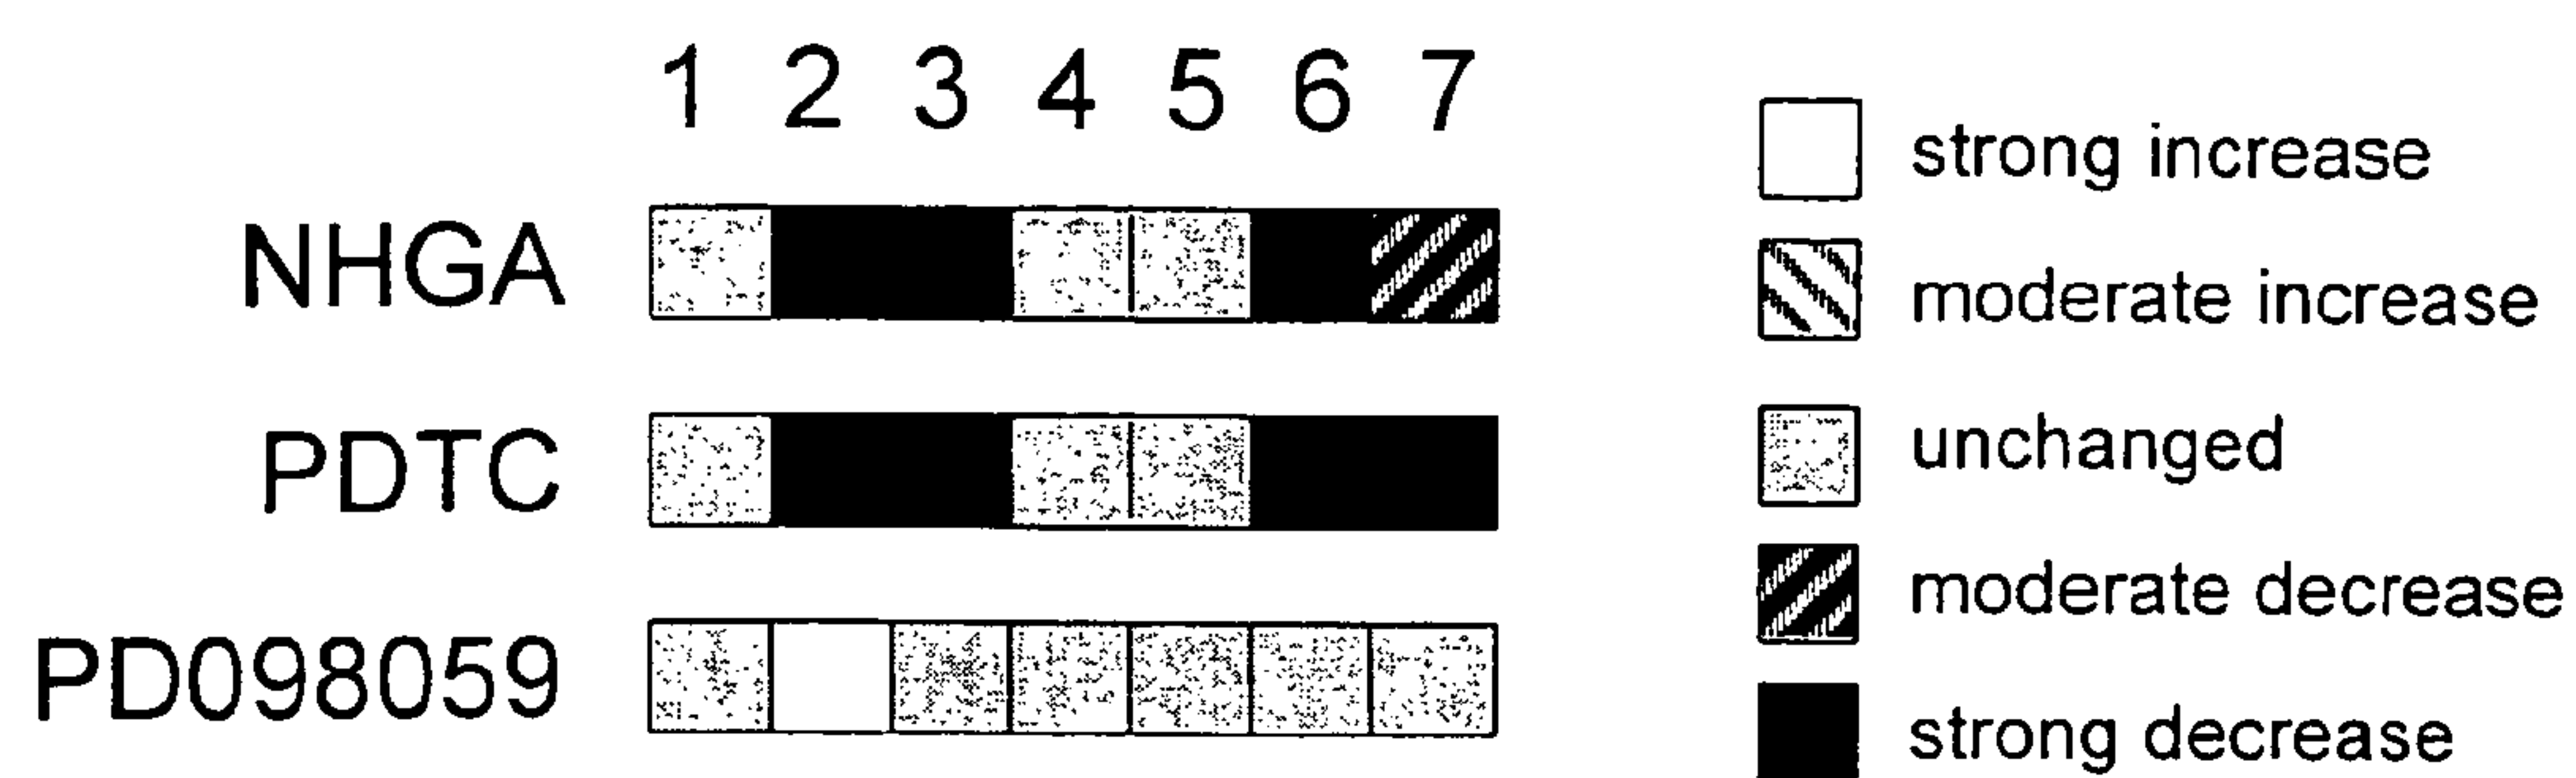 1 2 3 4 5 6 7
NHGA
PDTC
PD098059
strong increase
moderate increase
unchanged
moderate decrease
strong decrease